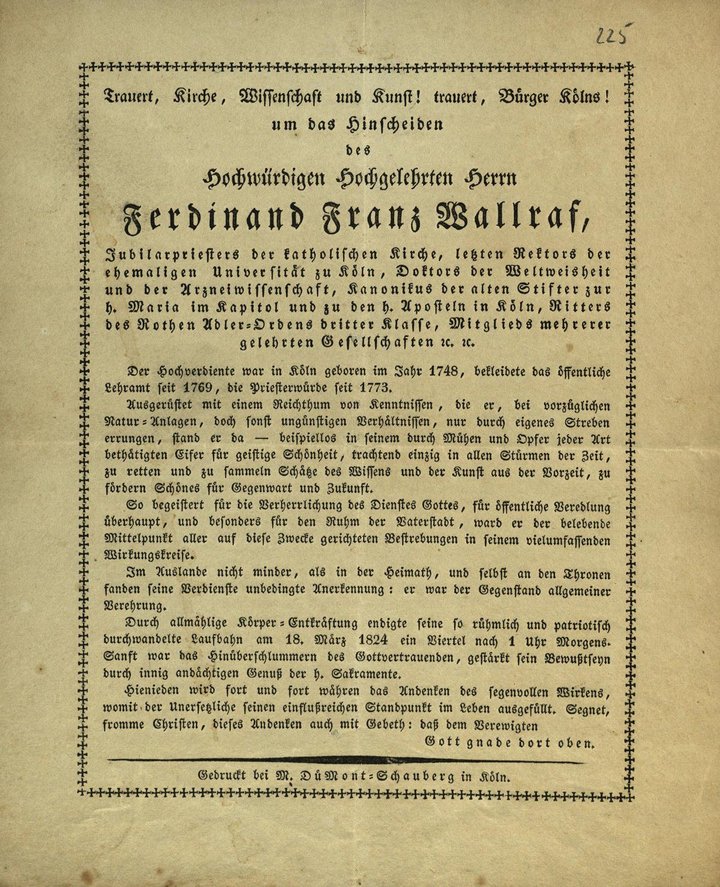 225
Trauert, Kirche, Wissenschaft und Kunst! trauert, Bürger Kölns!
um das Hinscheiden
des
Hochwürdigen Hochgelehrten Herrn
Ferdinand Franz Wallraf,
Jubilarpriesters der katholischen Kirche, letzten Rektors der
ehemaligen Universität zu Köln, Doktors der Weltweisheit
und der Arzneiwissenschaft, Kanonikus der alten Stifter zur
h. Maria im Kapitol und zu den h. Aposteln in Köln, Ritters
des Rothen Adler-Ordens dritter Klasse, Mitglieds mehrerer
gelehrten Gesellschaften ꝛc. ꝛc.
Der Hochverdiente war in Köln geboren im Jahr 1748, bekleidete das öffentliche
Lehramt seit 1769, die Priesterwürde seit 1773.
Ausgerüstet mit einem Reichthum von Kenntnissen, die er, bei vorzüglichen
Natur-Anlagen, doch sonst ungünstigen Verhältnissen, nur durch eigenes Streben
errungen, stand er da — beispiellos in seinem durch Mühen und Opfer jeder Art
bethätigten Eifer für geistige Schönheit, trachtend einzig in allen Stürmen der Zeit,
zu retten und zu sammeln Schätze des Wissens und der Kunst aus der Vorzeit, zu
fördern Schönes für Gegenwart und Zukunft.
So begeistert für die Verherrlichung des Dienstes Gottes, für öffentliche Veredlung
überhaupt, und besonders für den Ruhm der Vaterstadt, ward er der belebende
Mittelpunkt aller auf diese Zwecke gerichteten Bestrebungen in seinem vielumfassenden
Wirkungskreise.
Im Auslande nicht minder, als in der Heimath, und selbst an den Thronen
fanden seine Verdienste unbedingte Anerkennung: er war der Gegenstand allgemeiner
Verehrung.
Durch allmählige Körper-Entkräftung endigte seine so rühmlich und patriotisch
durchwandelte Laufbahn am 18. März 1824 ein Viertel nach 1 Uhr Morgens.
Sanft war das Hinüberschlummern des Gottvertrauenden, gestärkt sein Bewußtseyn
durch innig andächtigen Genuß der h. Sakramente.
Hienieden wird fort und fort währen das Andenken des segenvollen Wirkens,
womit der Unersetzliche seinen einflußreichen Standpunkt im Leben ausgefüllt. Segnet,
fromme Christen, dieses Andenken auch mit Gebeth: daß dem Verewigten
Gott gnade dort oben.
Gedruckt bei M. DüMont-Schauberg in Köln.